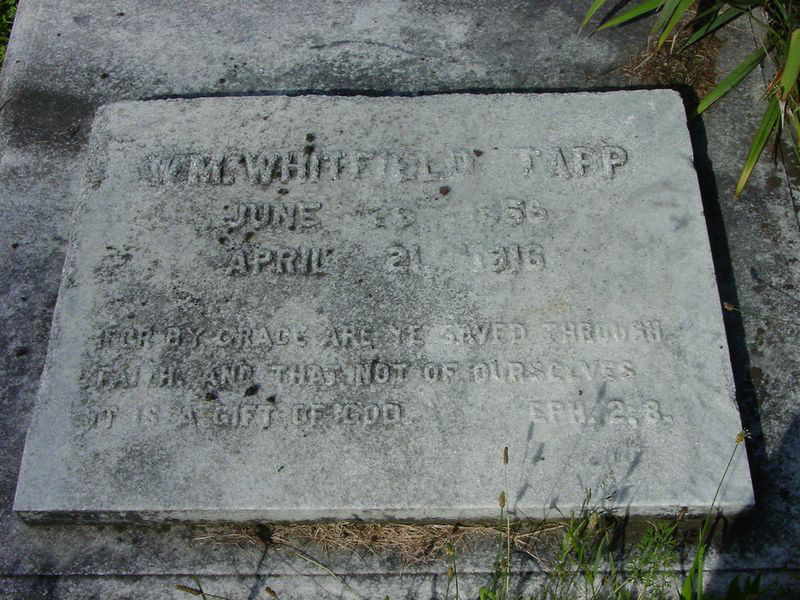 WM. WHITFIELD TAPP
JUNE
APRIL 21, 1916
FOR BY GRACE ARE YE SAVED THROUGH
FAITH, AND THAT NOT OF OURSELVES
IT IS A GIFT OF GOD. EPH. 2, 8.